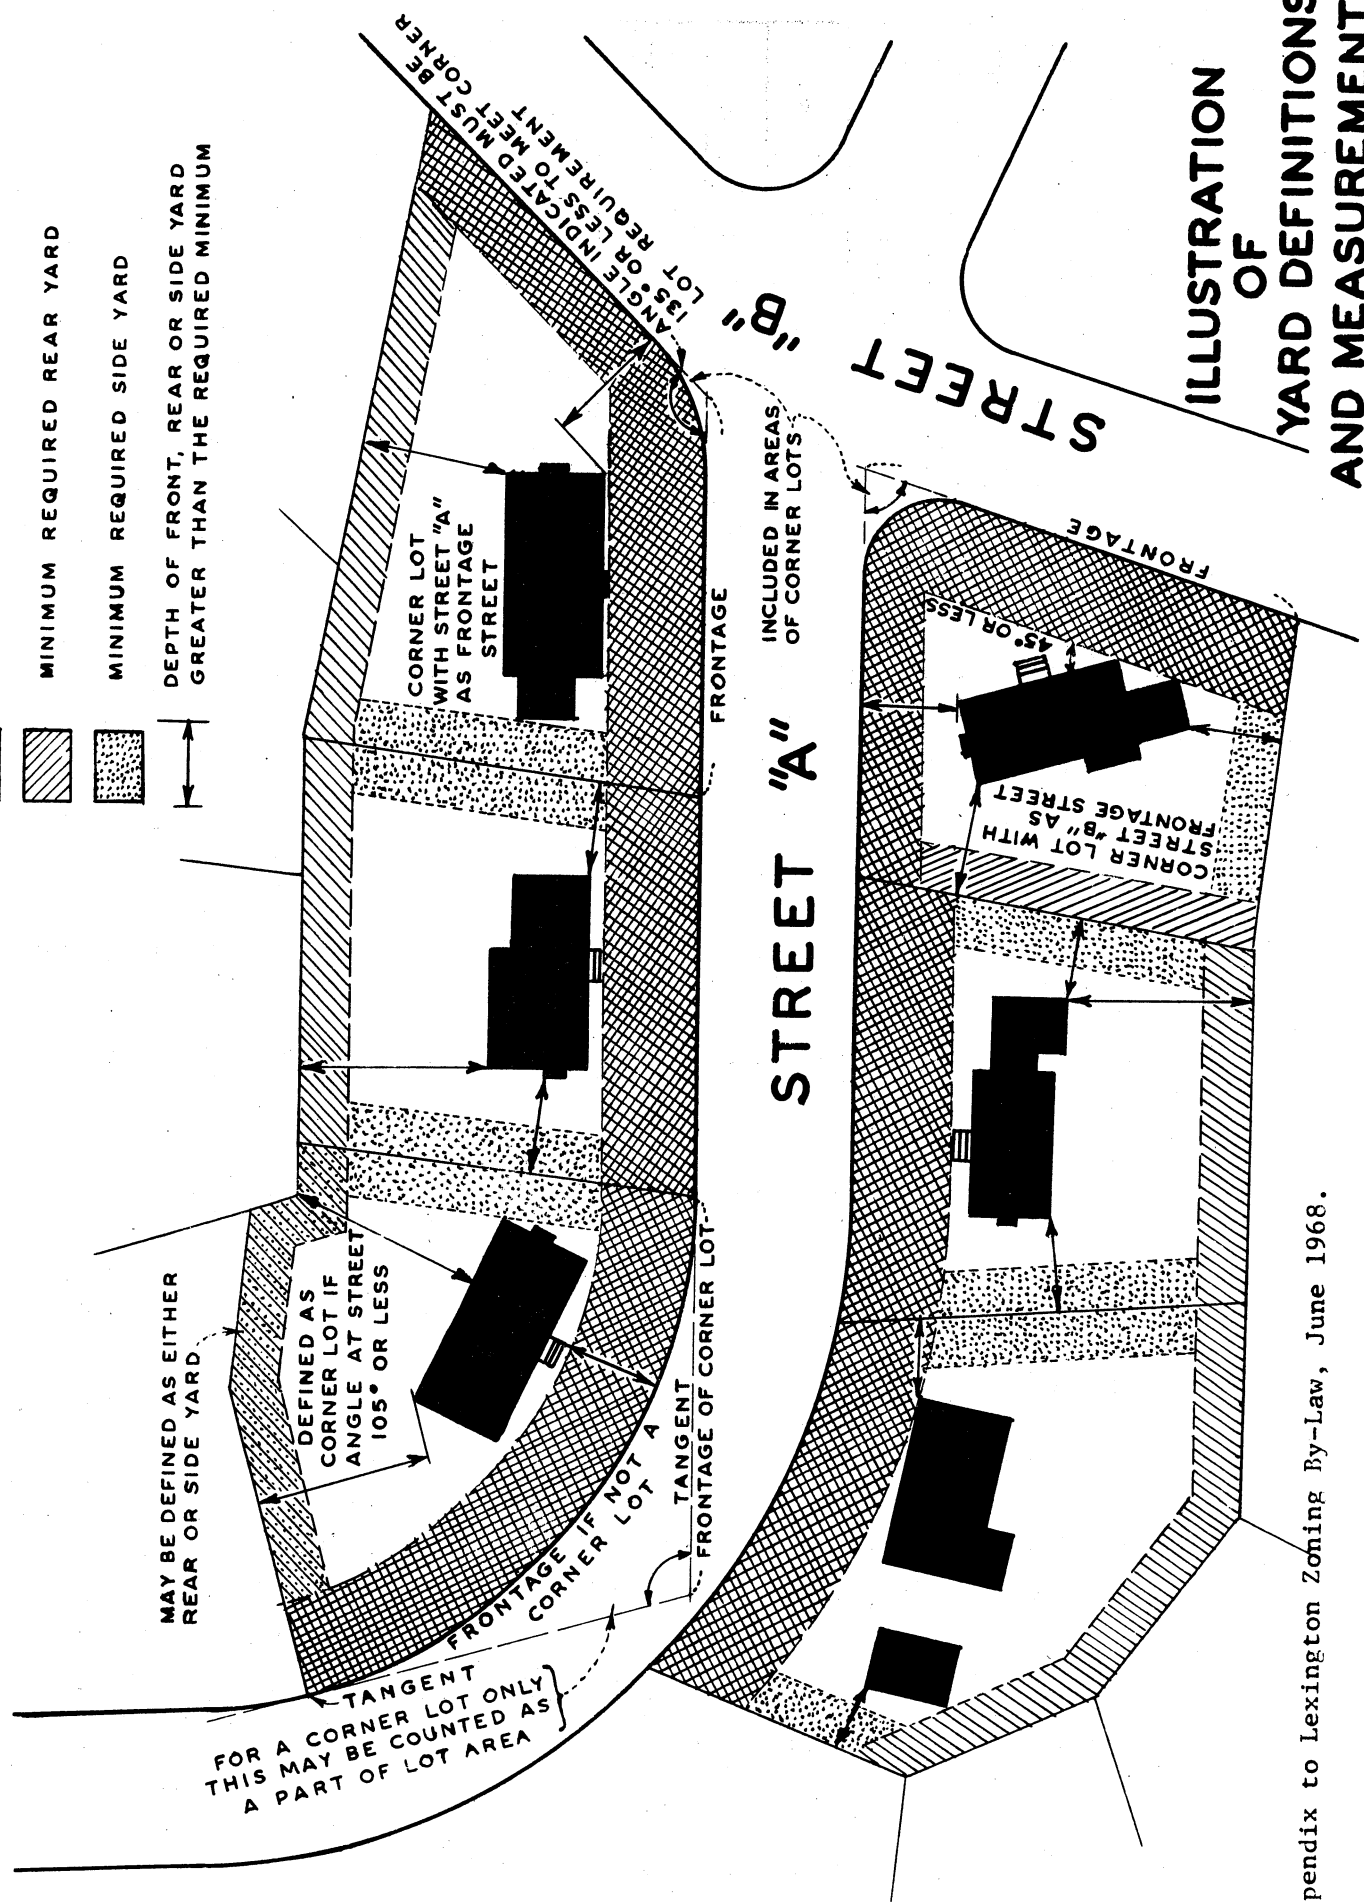 MINIMUM REQUIRED REAR YARD
MINIMUM REQUIRED SIDE YARD
DEPTH OF FRONT, REAR OR SIDE YARD
GREATER THAN THE REQUIRED MINIMUM
MAY BE DEFINED AS EITHER
REAR OR SIDE YARD
DEFINED AS
CORNER LOT IF
ANGLE AT STREET
105° OR LESS
CORNER LOT
WITH STREET "A"
AS FRONTAGE
STREET
ANGLE INDICATED MUST BE
135° OR LESS TO MEET CORNER
LOT REQUIREMENT
FRONTAGE IF NOT A
CORNER LOT
TANGENT
FRONTAGE OF CORNER LOT
FRONTAGE
TANGENT
FOR A CORNER LOT ONLY
THIS MAY BE COUNTED AS
A PART OF LOT AREA
STREET "A"
INCLUDED IN AREAS
OF CORNER LOTS
STREET "B"
45° OR LESS
FRONTAGE
CORNER LOT WITH
STREET "B" AS
FRONTAGE STREET
ILLUSTRATION
OF
YARD DEFINITIONS
AND MEASUREMENT
pendix to Lexington Zoning By-Law, June 1968.